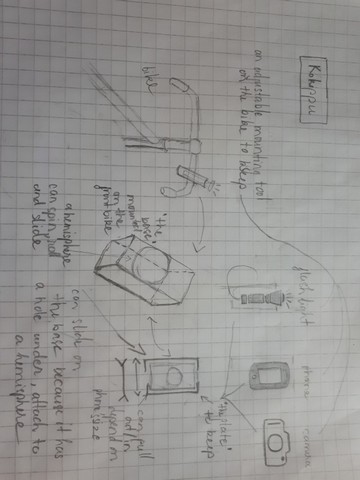 an adjustable mounting tool
on the bike to keep
bike
flashlight
phone
camera
"the plate"
to keep
"the base"
mounted
on the
front bike
a hemisphere
can spin
and slide
can slide on
the base because it has
a hole under, attach to
a hemisphere
can pull
out/in
depend on
phone size